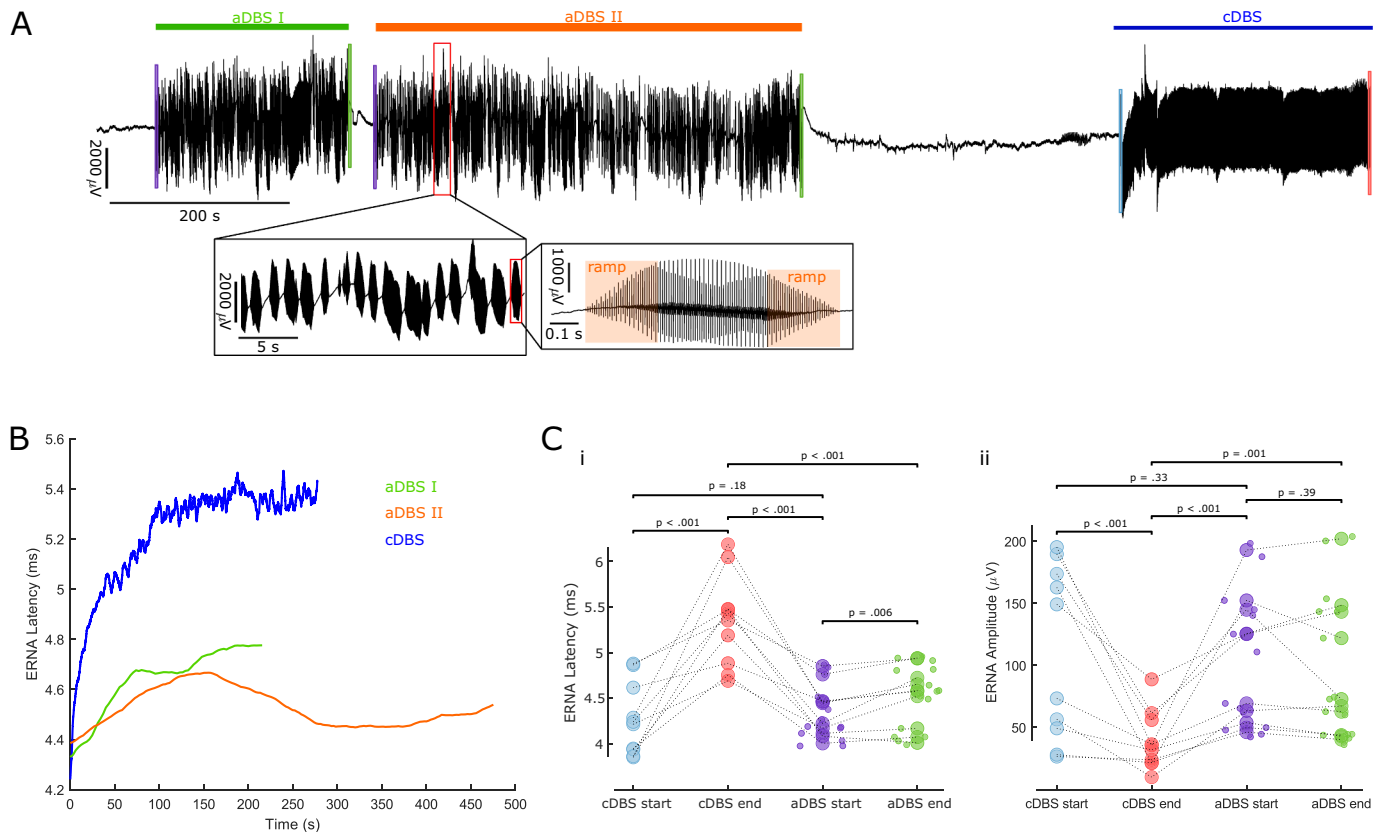 A
aDBS I
aDBS II
cDBS
2000 µV
200 s
2000 µV
5 s
1000 µV
0.1 s
ramp
ramp
B
ERNA Latency (ms)
5.6
5.4
5.2
5
4.8
4.6
4.4
4.2
0 50 100 150 200 250 300 350 400 450 500
Time (s)
aDBS I
aDBS II
cDBS
C
i
p < .001
p = .18
p < .001
p < .001
p = .006
ERNA Latency (ms)
6
5.5
5
4.5
4
cDBS start cDBS end aDBS start aDBS end
ii
p = .001
p = .33
p = .39
p < .001
p < .001
ERNA Amplitude (µV)
200
150
100
50
cDBS start cDBS end aDBS start aDBS end